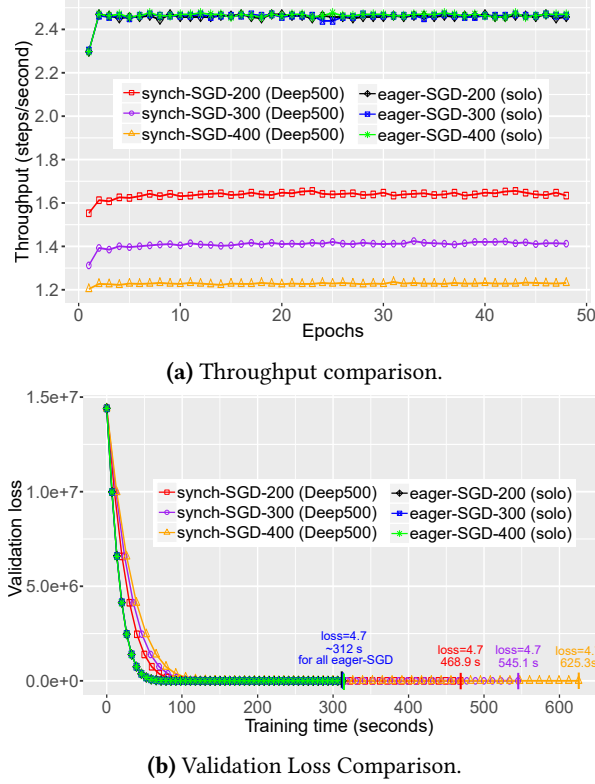 2.4
2.0
1.6
1.4
1.2
Throughput (steps/second)
synch-SGD-200 (Deep500)
synch-SGD-300 (Deep500)
synch-SGD-400 (Deep500)
eager-SGD-200 (solo)
eager-SGD-300 (solo)
eager-SGD-400 (solo)
0 10 20 30 40 50
Epochs
(a) Throughput comparison.
1.5e+7
1.0e+7
5.0e+6
0.0e+0
Validation loss
synch-SGD-200 (Deep500)
synch-SGD-300 (Deep500)
synch-SGD-400 (Deep500)
eager-SGD-200 (solo)
eager-SGD-300 (solo)
eager-SGD-400 (solo)
loss=4.7
~312 s
for all eager-SGD
loss=4.7
468.9 s
loss=4.7
545.1 s
loss=4.
625.3s
0 100 200 300 400 500 600
Training time (seconds)
(b) Validation Loss Comparison.